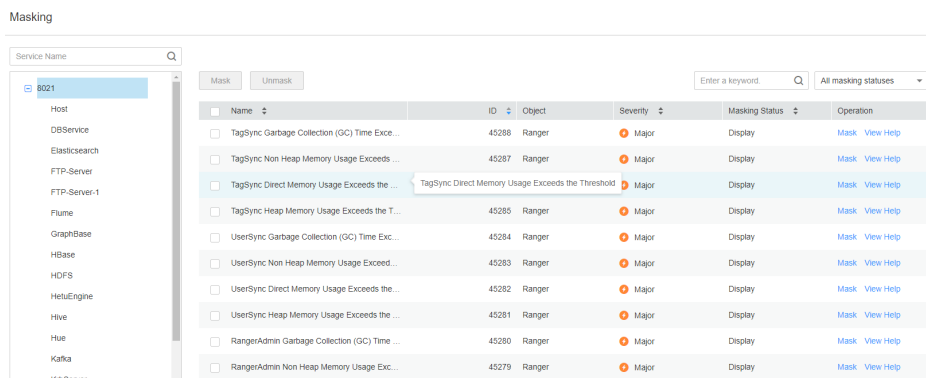 Masking
Service Name
8021
Host
DBService
Elasticsearch
FTP-Server
FTP-Server-1
Flume
GraphBase
HBase
HDFS
HetuEngine
Hive
Hue
Kafka
Mask Unmask Enter a keyword. All masking statuses
Name ID Object Severity Masking Status Operation
TagSync Garbage Collection (GC) Time Exce... 45288 Ranger Major Display Mask View Help
TagSync Non Heap Memory Usage Exceeds ... 45287 Ranger Major Display Mask View Help
TagSync Direct Memory Usage Exceeds the ... TagSync Direct Memory Usage Exceeds the Threshold Major Display Mask View Help
TagSync Heap Memory Usage Exceeds the T... 45285 Ranger Major Display Mask View Help
UserSync Garbage Collection (GC) Time Exc... 45284 Ranger Major Display Mask View Help
UserSync Non Heap Memory Usage Exceed... 45283 Ranger Major Display Mask View Help
UserSync Direct Memory Usage Exceeds the... 45282 Ranger Major Display Mask View Help
UserSync Heap Memory Usage Exceeds the ... 45281 Ranger Major Display Mask View Help
RangerAdmin Garbage Collection (GC) Time ... 45280 Ranger Major Display Mask View Help
RangerAdmin Non Heap Memory Usage Exc... 45279 Ranger Major Display Mask View Help